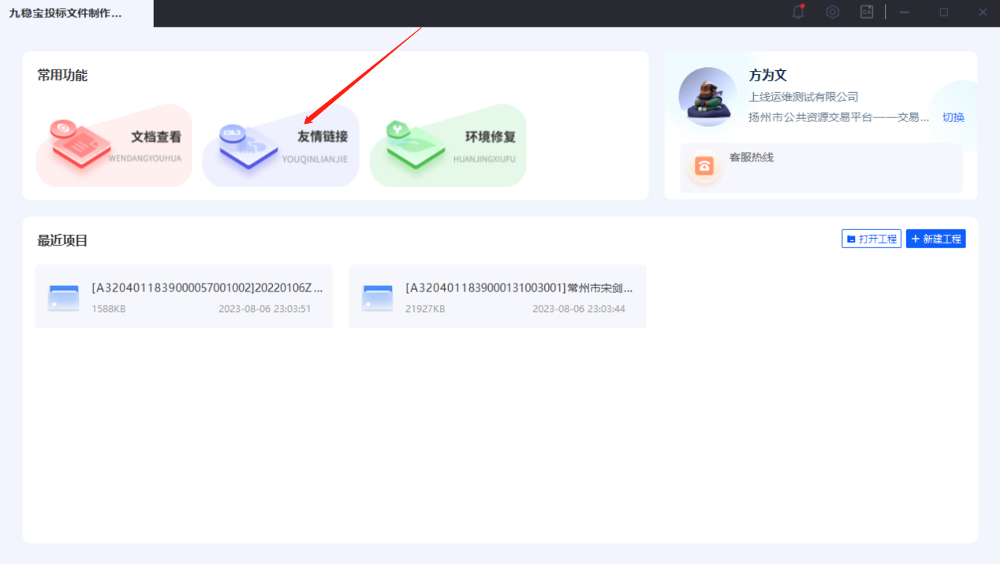 九稳宝投标文件制作...
CA
常用功能
文档查看
WENDANGYOUHUA
友情链接
YOUQINLIANJIE
环境修复
HUANJINGXIUFU
方为文
上线运维测试有限公司
扬州市公共资源交易平台——交易...
切换
客服热线
最近项目
打开工程
新建工程
[A3204011839000057001002]20220106Z...
1588KB
2023-08-06 23:03:51
[A3204011839000131003001]常州市宋剑...
21927KB
2023-08-06 23:03:44